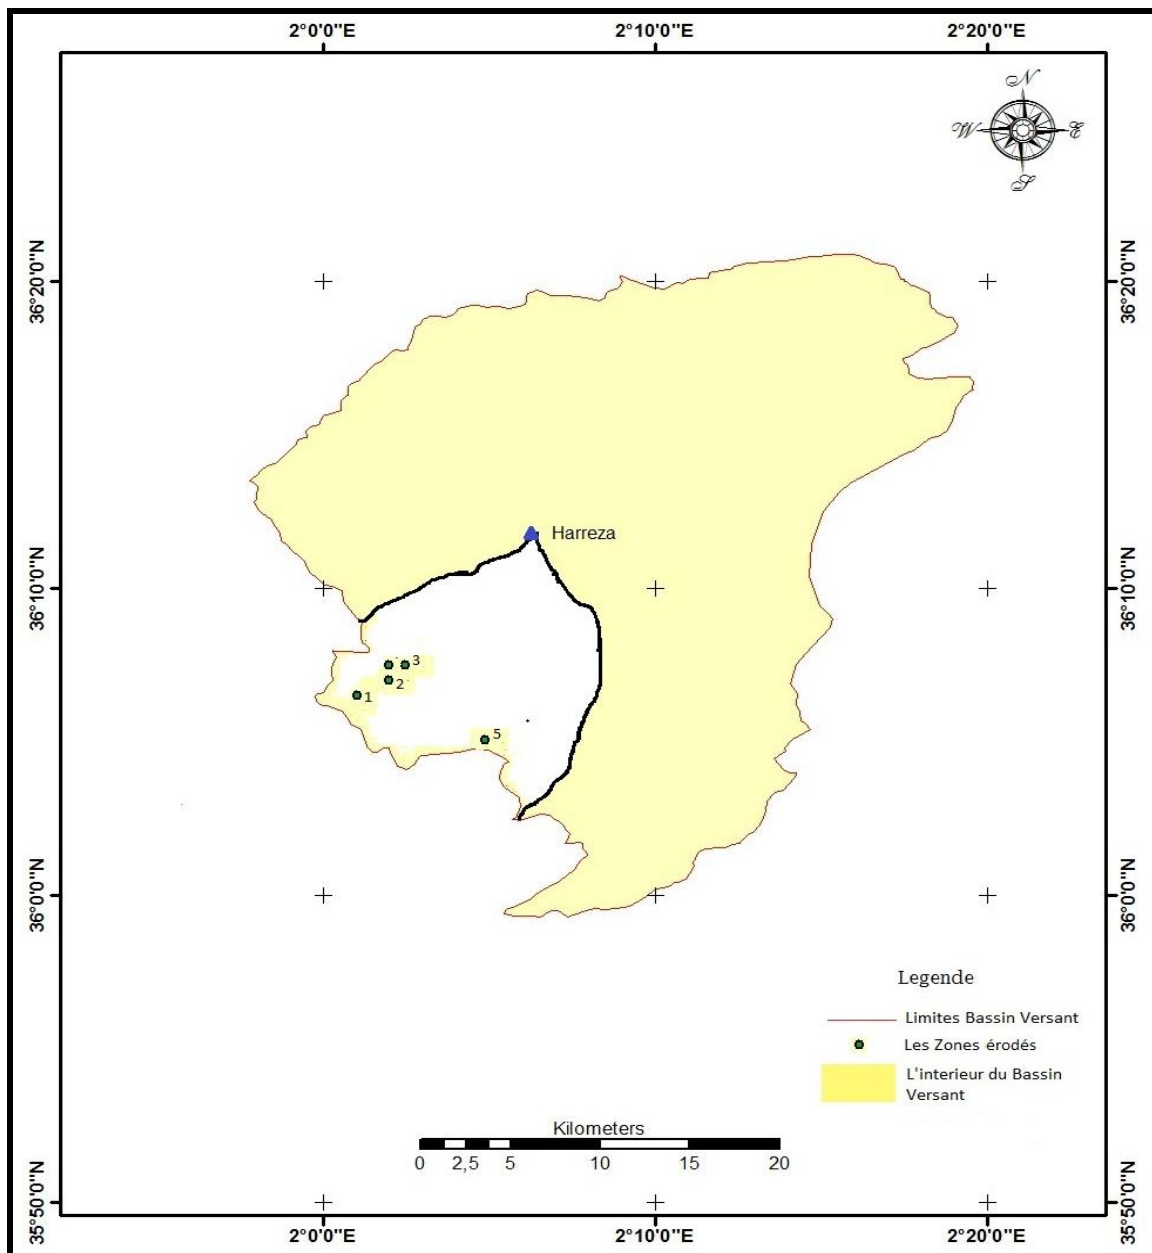 2°0'0"E 2°10'0"E 2°20'0"E
N
W E
S
36°20'0"N 36°20'0"N
Harreza
36°10'0"N 36°10'0"N
3
2
1
5
36°0'0"N 36°0'0"N
Legende
Limites Bassin Versant
Les Zones érodés
L'interieur du Bassin
Versant
Kilometers
0 2,5 5 10 15 20
35°50'0"N 35°50'0"N
2°0'0"E 2°10'0"E 2°20'0"E